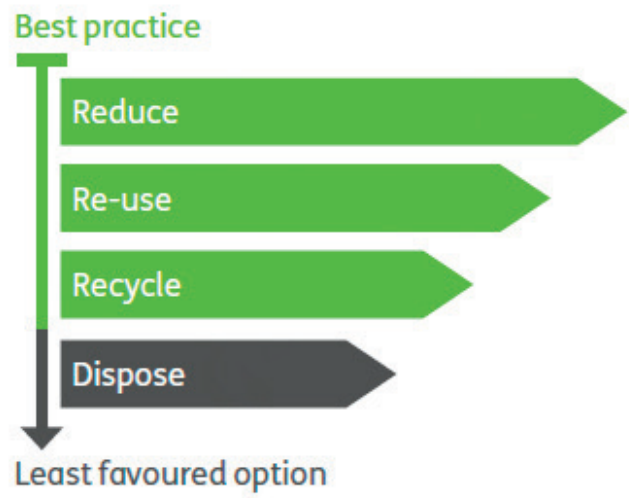 Best practice
Reduce
Re-use
Recycle
Dispose
Least favoured option